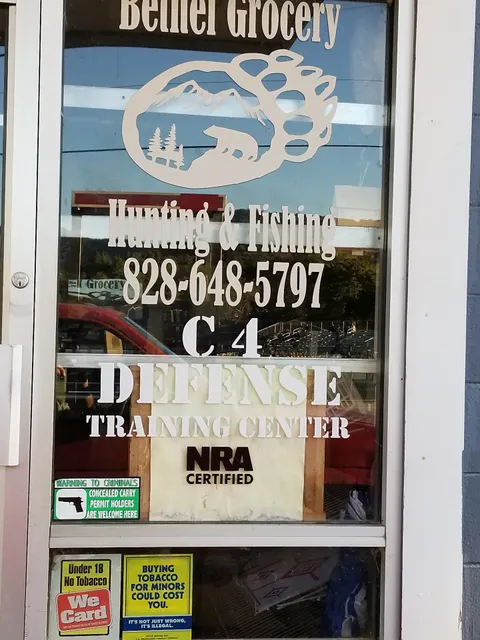 Bethel Grocery
Hunting & Fishing
Grocery
828-648-5797
C 4
DEFENSE
TRAINING CENTER
NRA
CERTIFIED
WARNING TO CRIMINALS
CONCEALED CARRY
PERMIT HOLDERS
ARE WELCOME HERE
Under 18
No Tobacco
We
Card
BUYING
TOBACCO
FOR MINORS
COULD COST
YOU.
IT'S NOT JUST WRONG,
IT'S ILLEGAL.